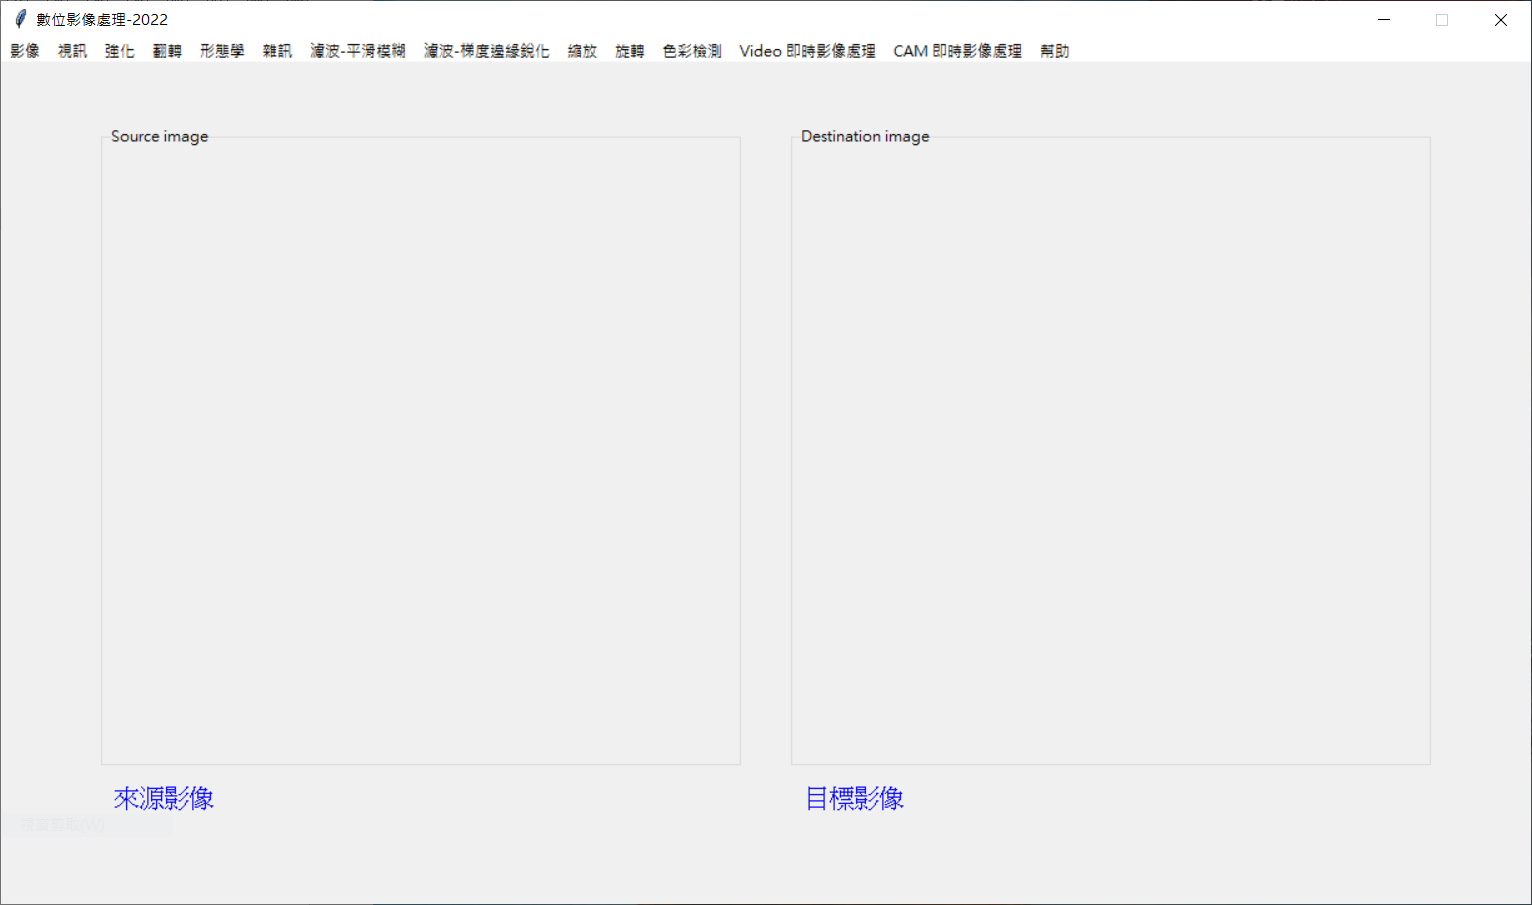 數位影像處理-2022
影像 視訊 強化 翻轉 形態學 雜訊 濾波-平滑模糊 濾波-梯度邊緣銳化 縮放 旋轉 色彩檢測 Video 即時影像處理 CAM 即時影像處理 幫助
Source image Destination image
來源影像 目標影像